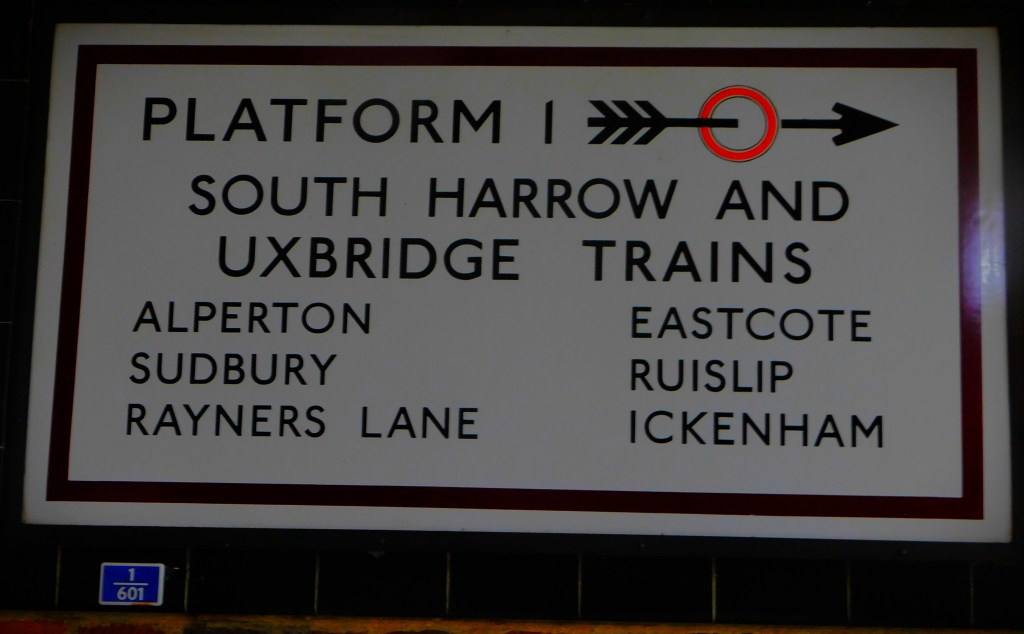 PLATFORM 1
SOUTH HARROW AND
UXBRIDGE TRAINS
ALPERTON
SUDBURY
RAYNERS LANE
EASTCOTE
RUISLIP
ICKENHAM
1
601